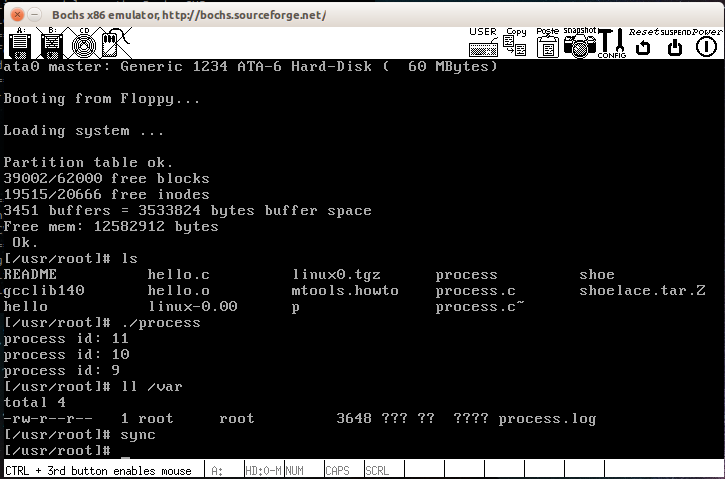 Bochs x86 emulator, http://bochs.sourceforge.net/
A: B: CD USER Copy Paste snapshot CONFIG Reset SUSPEND Power
ata0 master: Generic 1234 ATA-6 Hard-Disk (  60 MBytes)
Booting from Floppy...
Loading system ...
Partition table ok.
39002/62000 free blocks
19515/20666 free inodes
3451 buffers = 3533824 bytes buffer space
Free mem: 12582912 bytes
Ok.
[/usr/root]# ls
README hello.c linux0.tgz process shoe
gcclib140 hello.o mtools.howto process.c shoelace.tar.Z
hello linux-0.00 p process.c~
[/usr/root]# ./process
process id: 11
process id: 10
process id: 9
[/usr/root]# ll /var
total 4
-rw-r--r-- 1 root root 3648 ??? ?? ???? process.log
[/usr/root]# sync
[/usr/root]# _
CTRL + 3rd button enables mouse A: HD:0-M NUM CAPS SCRL